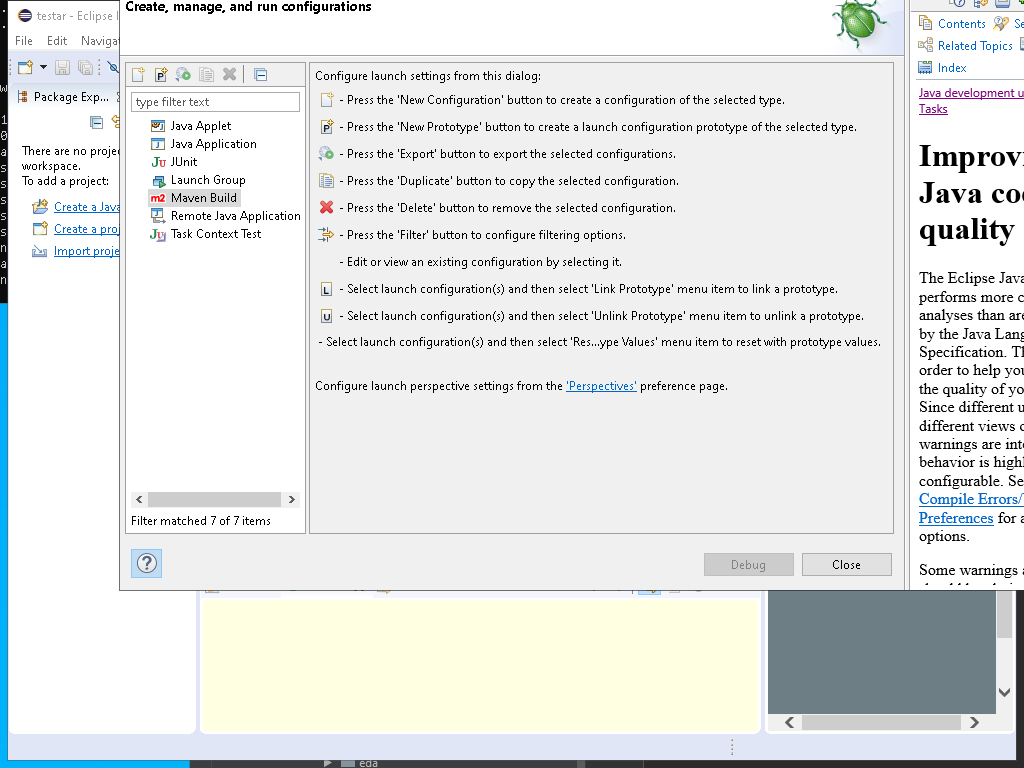 testar - Eclipse I
File Edit Naviga
Package Exp...
There are no proje
workspace.
To add a project:
Create a Java
Create a proj
Import proje
Create, manage, and run configurations
type filter text
Java Applet
Java Application
JUnit
Launch Group
Maven Build
Remote Java Application
Task Context Test
Filter matched 7 of 7 items
Configure launch settings from this dialog:
- Press the 'New Configuration' button to create a configuration of the selected type.
- Press the 'New Prototype' button to create a launch configuration prototype of the selected type.
- Press the 'Export' button to export the selected configurations.
- Press the 'Duplicate' button to copy the selected configuration.
- Press the 'Delete' button to remove the selected configuration.
- Press the 'Filter' button to configure filtering options.
- Edit or view an existing configuration by selecting it.
- Select launch configuration(s) and then select 'Link Prototype' menu item to link a prototype.
- Select launch configuration(s) and then select 'Unlink Prototype' menu item to unlink a prototype.
- Select launch configuration(s) and then select 'Res...ype Values' menu item to reset with prototype values.
Configure launch perspective settings from the 'Perspectives' preference page.
Debug Close
Contents Se
Related Topics
Index
Java development u
Tasks
Improvi
Java co
quality
The Eclipse Java
performs more c
analyses than are
by the Java Lang
Specification. Th
order to help you
the quality of yo
Since different u
different views o
warnings are inte
behavior is highl
configurable. Se
Compile Errors/
Preferences for a
options.
Some warnings a
eda